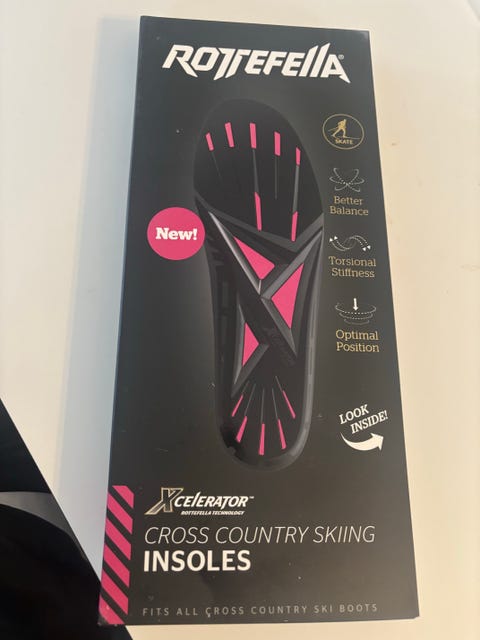 ROTTEFELLA
SKATE
Better
Balance
New!
Torsional
Stiffness
Optimal
Position
LOOK
INSIDE!
XCELERATOR™
ROTTEFELLA TECHNOLOGY
CROSS COUNTRY SKIING
INSOLES
FITS ALL CROSS COUNTRY SKI BOOTS